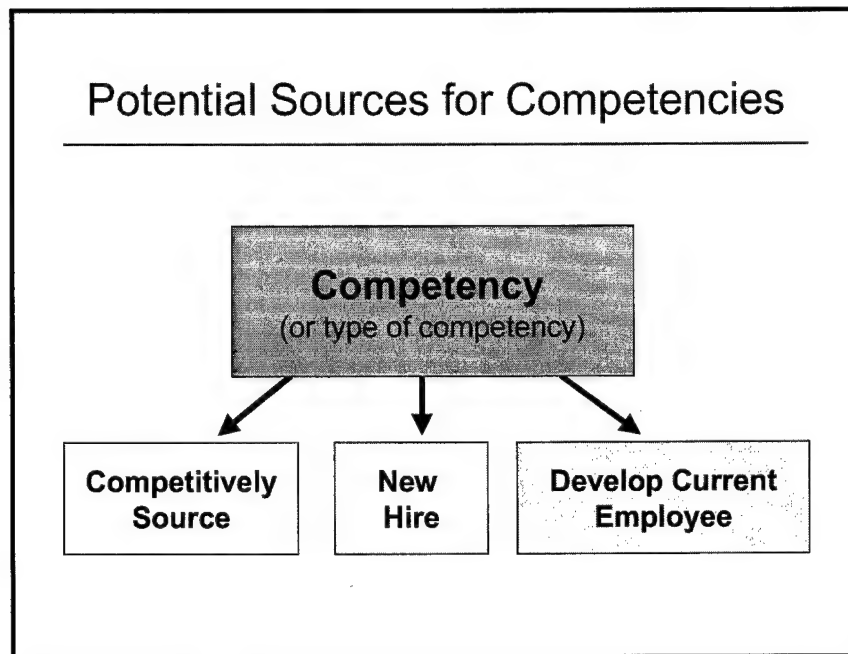 Potential Sources for Competencies
Competency
(or type of competency)
Competitively
Source
New
Hire
Develop Current
Employee